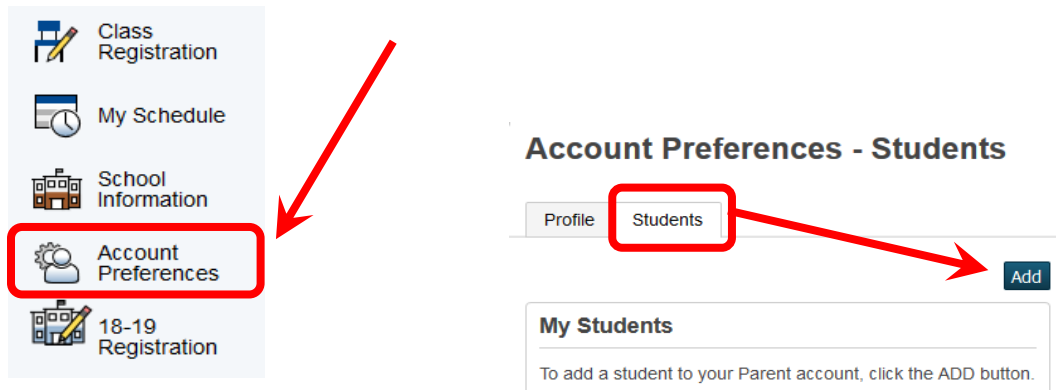 Class
Registration
My Schedule
School
Information
Account
Preferences
18-19
Registration
Account Preferences - Students
Profile Students
Add
My Students
To add a student to your Parent account, click the ADD button.